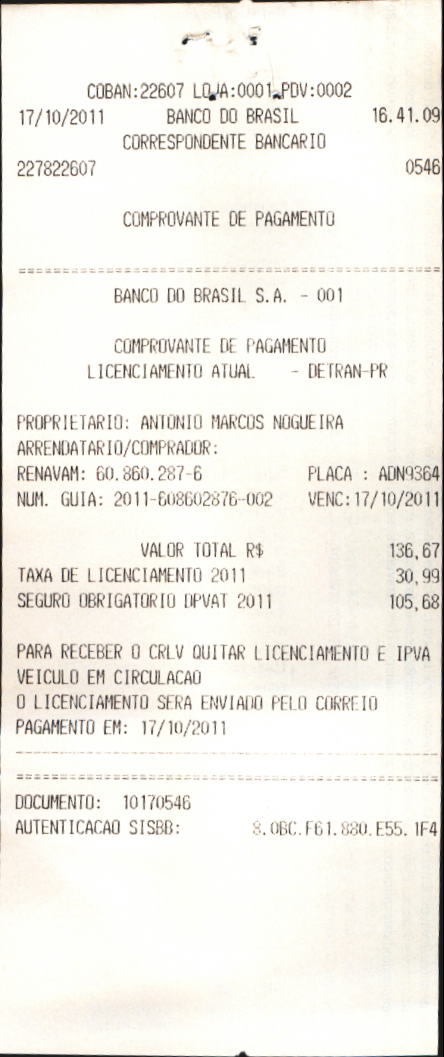 COBAN:22607 LOJA:0001 PDV:0002
17/10/2011 BANCO DO BRASIL 16.41.09
CORRESPONDENTE BANCARIO
227822607 0546
COMPROVANTE DE PAGAMENTO
================================================
BANCO DO BRASIL S.A. - 001
COMPROVANTE DE PAGAMENTO
LICENCIAMENTO ATUAL - DETRAN-PR
PROPRIETARIO: ANTONIO MARCOS NOGUEIRA
ARRENDATARIO/COMPRADOR:
RENAVAM: 60.860.287-6 PLACA : ADN9364
NUM. GUIA: 2011-608602876-002 VENC:17/10/2011
VALOR TOTAL R$ 136,67
TAXA DE LICENCIAMENTO 2011 30,99
SEGURO OBRIGATORIO DPVAT 2011 105,68
PARA RECEBER O CRLV QUITAR LICENCIAMENTO E IPVA
VEICULO EM CIRCULACAO
O LICENCIAMENTO SERA ENVIADO PELO CORREIO
PAGAMENTO EM: 17/10/2011
------------------------------------------------
================================================
DOCUMENTO: 10170546
AUTENTICACAO SISBB: 8.0BC.F61.880.E55.1F4